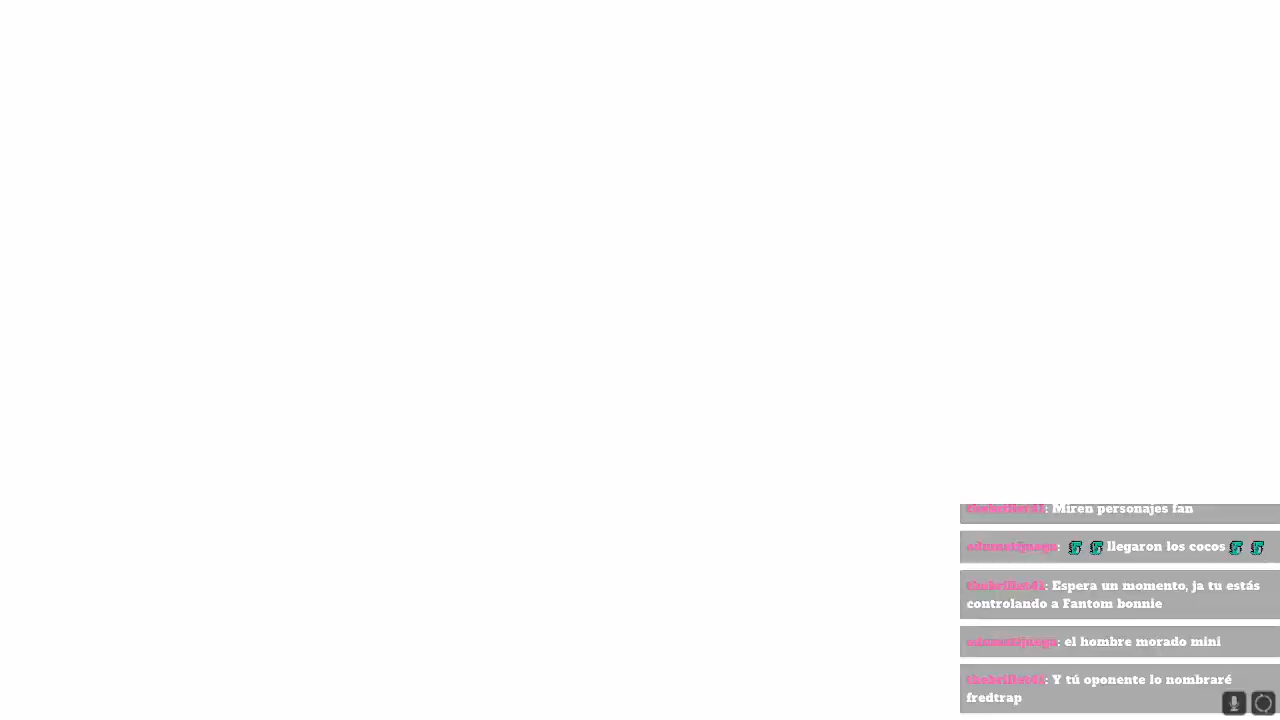 : Miren personajes fan
: llegaron los cocos
: Espera un momento, ja tu estás
controlando a Fantom bonnie
: el hombre morado mini
: Y tú oponente lo nombraré
fredtrap